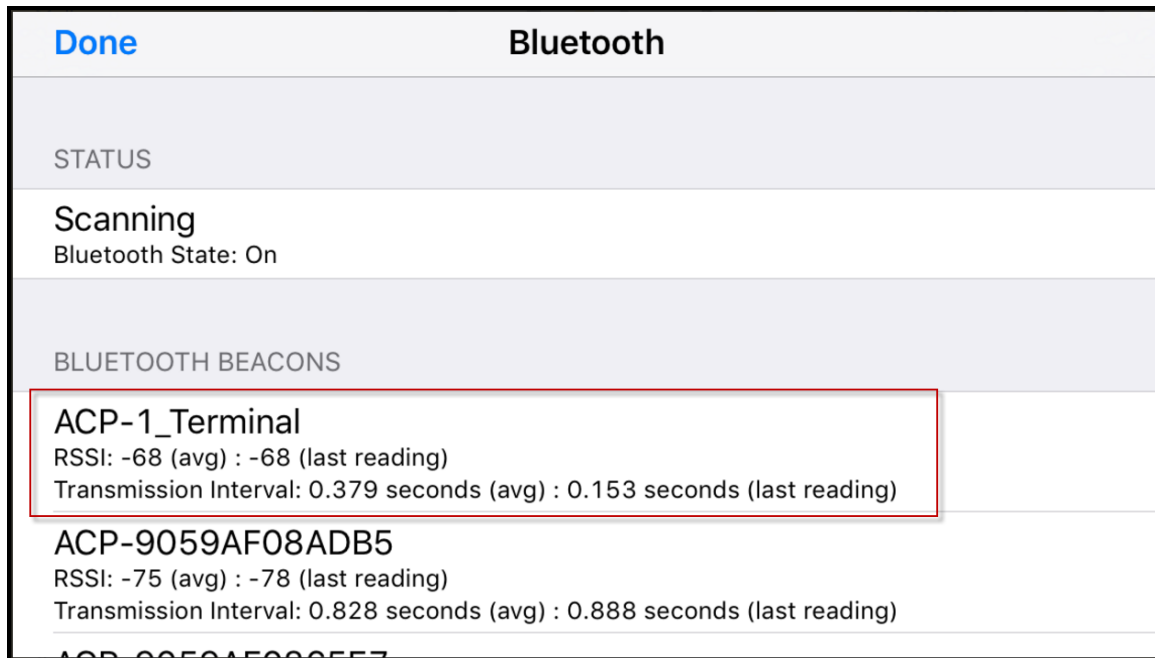 Done
Bluetooth
STATUS
Scanning
Bluetooth State: On
BLUETOOTH BEACONS
ACP-1_Terminal
RSSI: -68 (avg) : -68 (last reading)
Transmission Interval: 0.379 seconds (avg) : 0.153 seconds (last reading)
ACP-9059AF08ADB5
RSSI: -75 (avg) : -78 (last reading)
Transmission Interval: 0.828 seconds (avg) : 0.888 seconds (last reading)